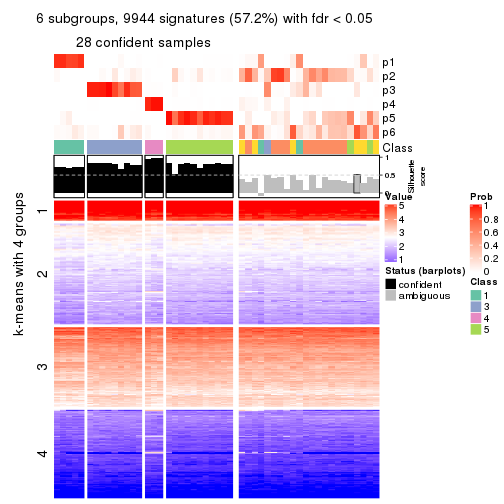 6 subgroups, 9944 signatures (57.2%) with fdr < 0.05
28 confident samples
p1
p2
p3
p4
p5
p6
Class
1
0.5
0
Silhouette
score
k-means with 4 groups
1
2
3
4
Value
5
4
3
2
1
Status (barplots)
confident
ambiguous
Prob
1
0.8
0.6
0.4
0.2
0
Class
1
3
4
5